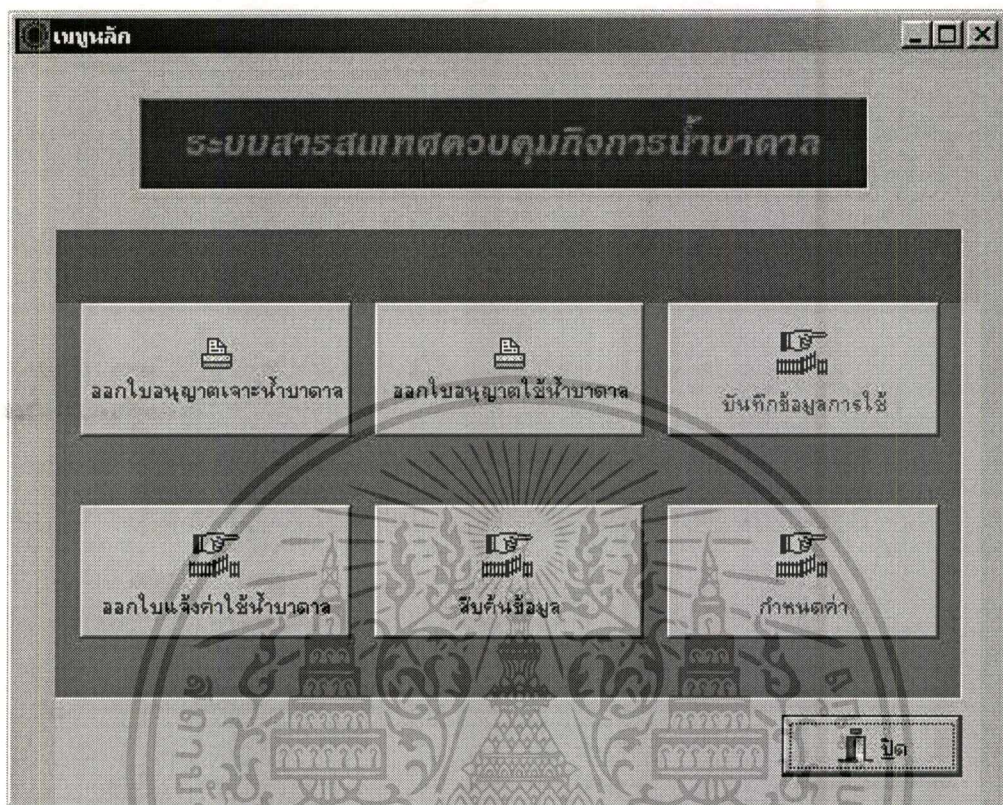 เมนูหลัก
ระบบสารสนเทศควบคุมกิจการน้ำบาดาล
ออกใบอนุญาตเจาะน้ำบาดาล
ออกใบอนุญาตใช้น้ำบาดาล
บันทึกข้อมูลการใช้
ออกใบแจ้งค่าใช้น้ำบาดาล
สืบค้นข้อมูล
กำหนดค่า
ปิด